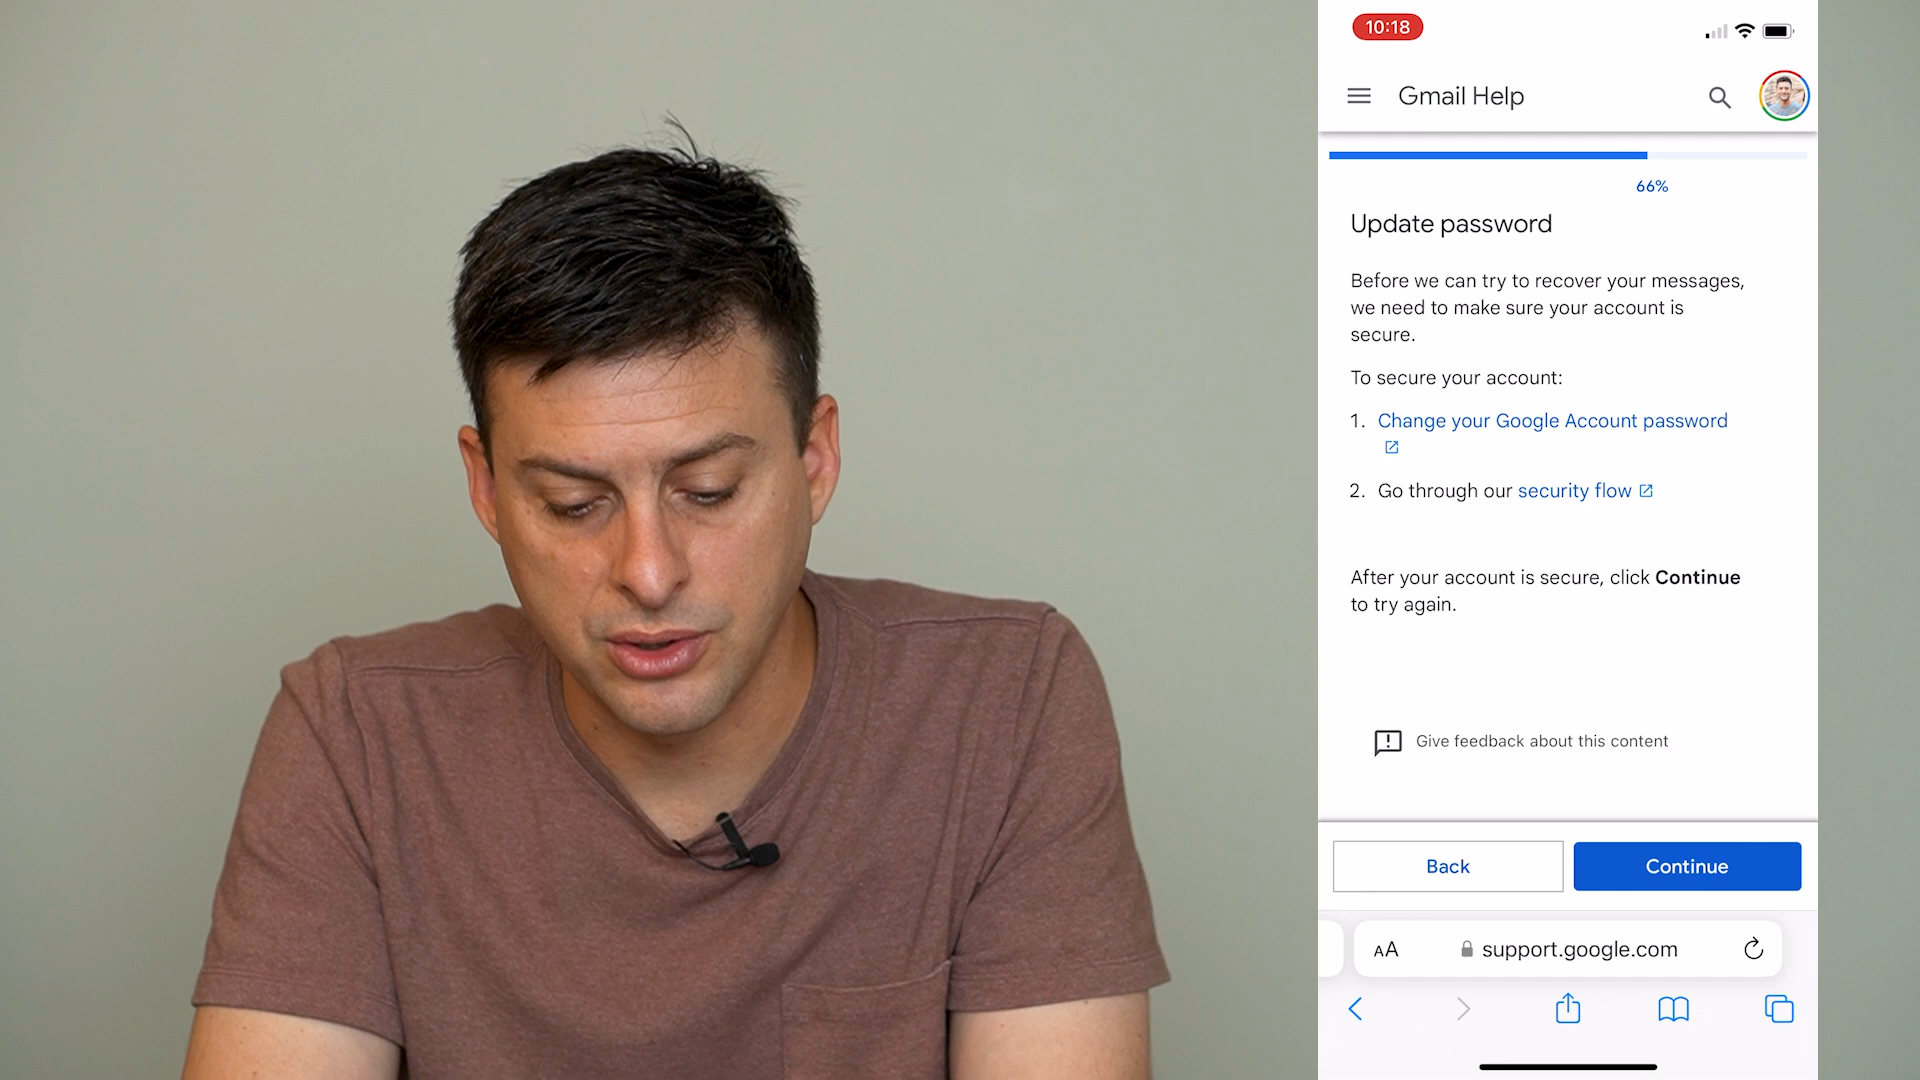 10:18
Gmail Help
66%
Update password
Before we can try to recover your messages,
we need to make sure your account is
secure.
To secure your account:
1. Change your Google Account password
2. Go through our security flow
After your account is secure, click Continue
to try again.
Give feedback about this content
Back
Continue
AA
support.google.com